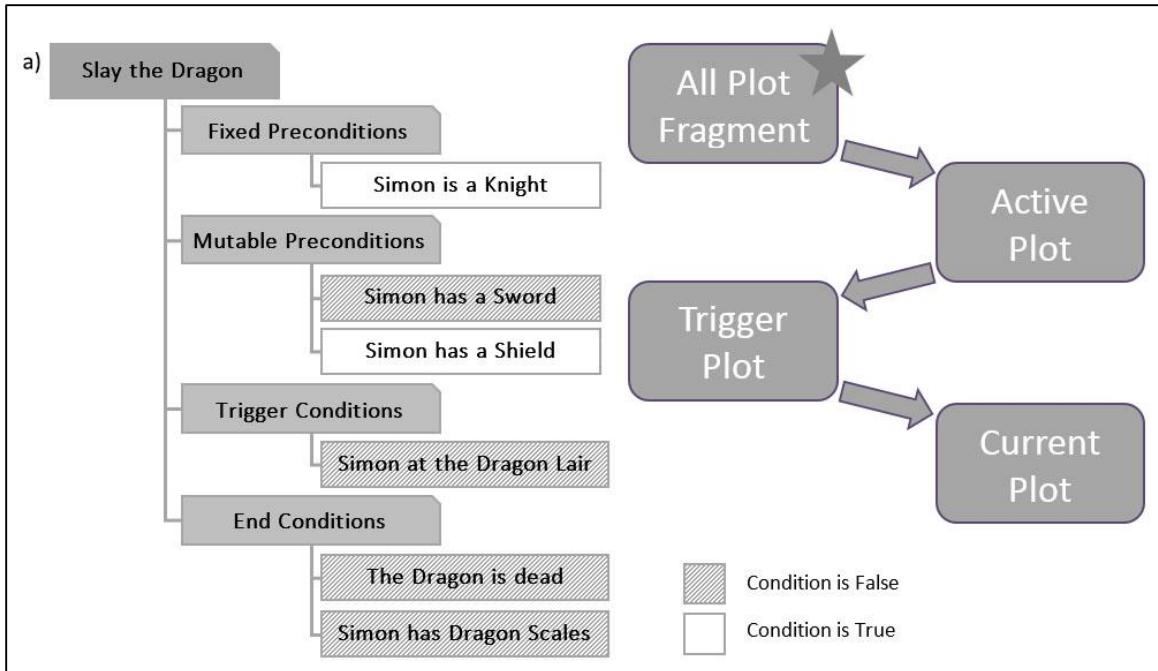 a)
Slay the Dragon
Fixed Preconditions
Simon is a Knight
Mutable Preconditions
Simon has a Sword
Simon has a Shield
Trigger Conditions
Simon at the Dragon Lair
End Conditions
The Dragon is dead
Simon has Dragon Scales
All Plot
Fragment
Active
Plot
Trigger
Plot
Current
Plot
Condition is False
Condition is True